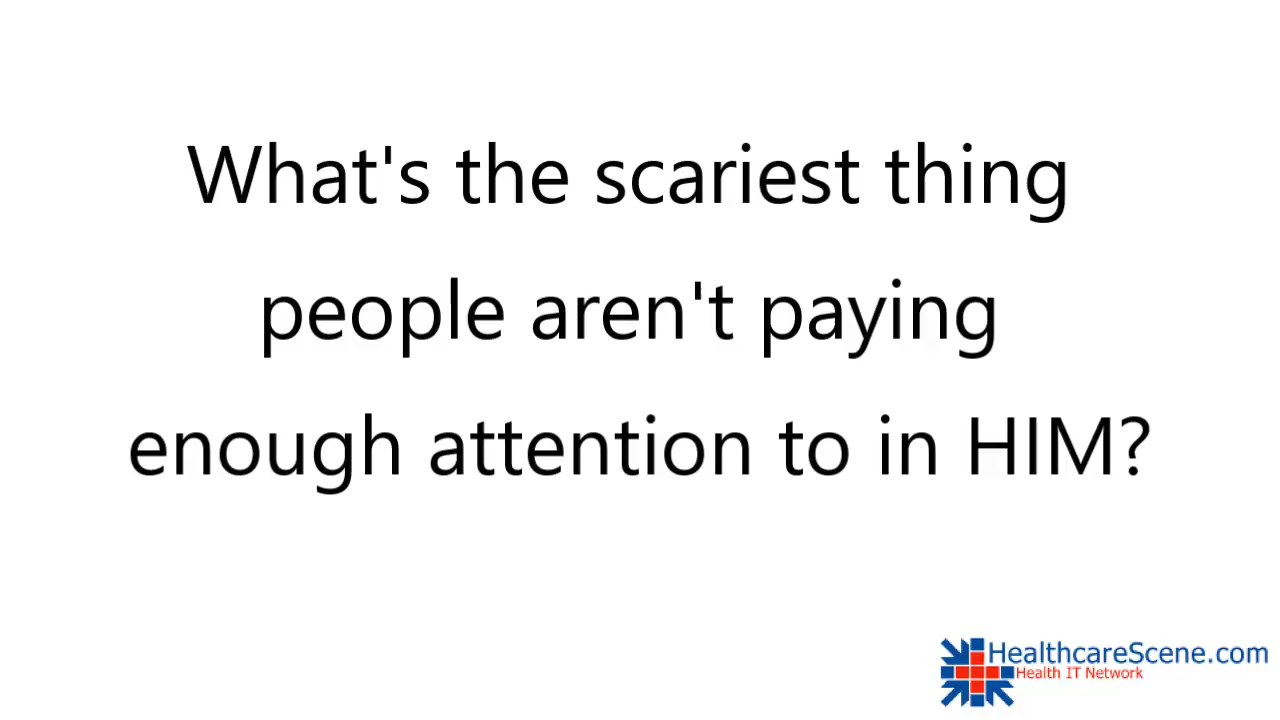 What's the scariest thing
people aren't paying
enough attention to in HIM?
HealthcareScene.com
Health IT Network